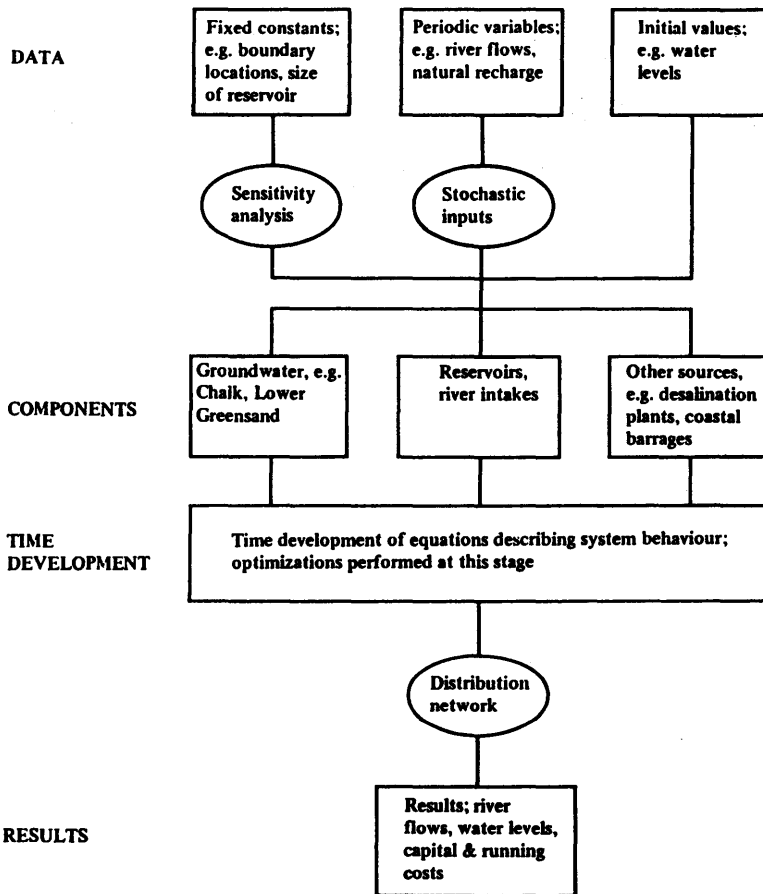 DATA
Fixed constants;
e.g. boundary
locations, size
of reservoir
Periodic variables;
e.g. river flows,
natural recharge
Initial values;
e.g. water
levels
Sensitivity
analysis
Stochastic
inputs
COMPONENTS
Groundwater, e.g.
Chalk, Lower
Greensand
Reservoirs,
river intakes
Other sources,
e.g. desalination
plants, coastal
barrages
TIME
DEVELOPMENT
Time development of equations describing system behaviour;
optimizations performed at this stage
Distribution
network
RESULTS
Results; river
flows, water levels,
capital & running
costs